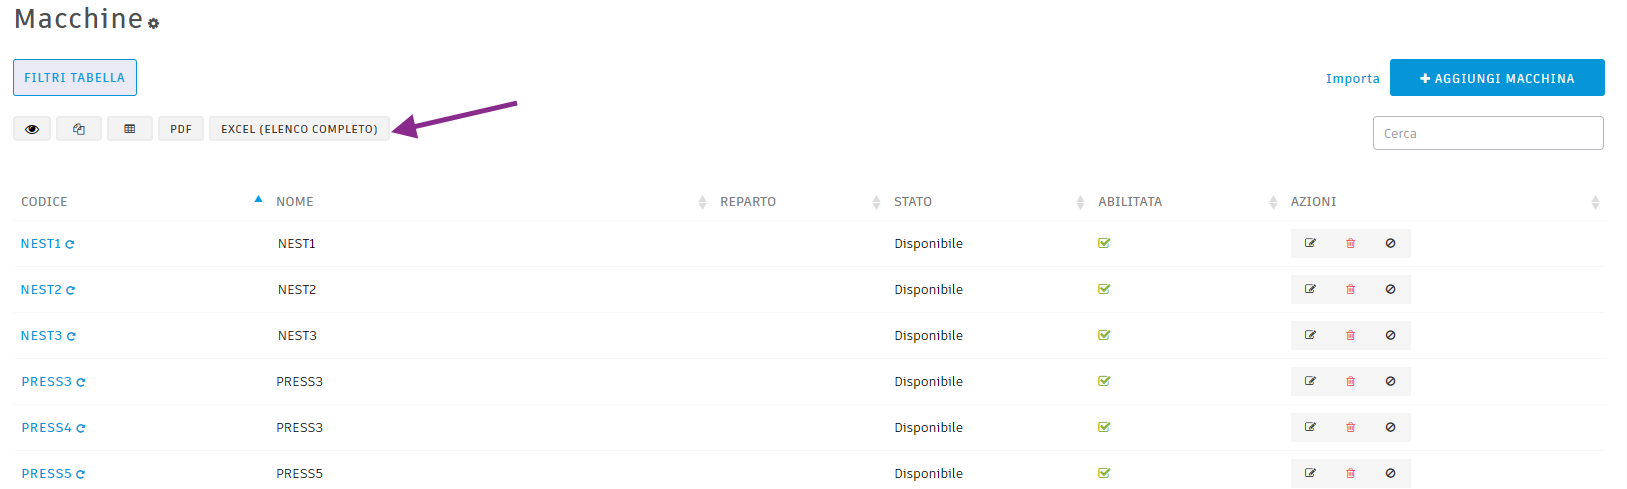 Macchine
FILTRI TABELLA
Importa
AGGIUNGI MACCHINA
PDF EXCEL (ELENCO COMPLETO)
Cerca
CODICE NOME REPARTO STATO ABILITATA AZIONI
NEST1 NEST1 Disponibile
NEST2 NEST2 Disponibile
NEST3 NEST3 Disponibile
PRESS3 PRESS3 Disponibile
PRESS4 PRESS3 Disponibile
PRESS5 PRESS5 Disponibile